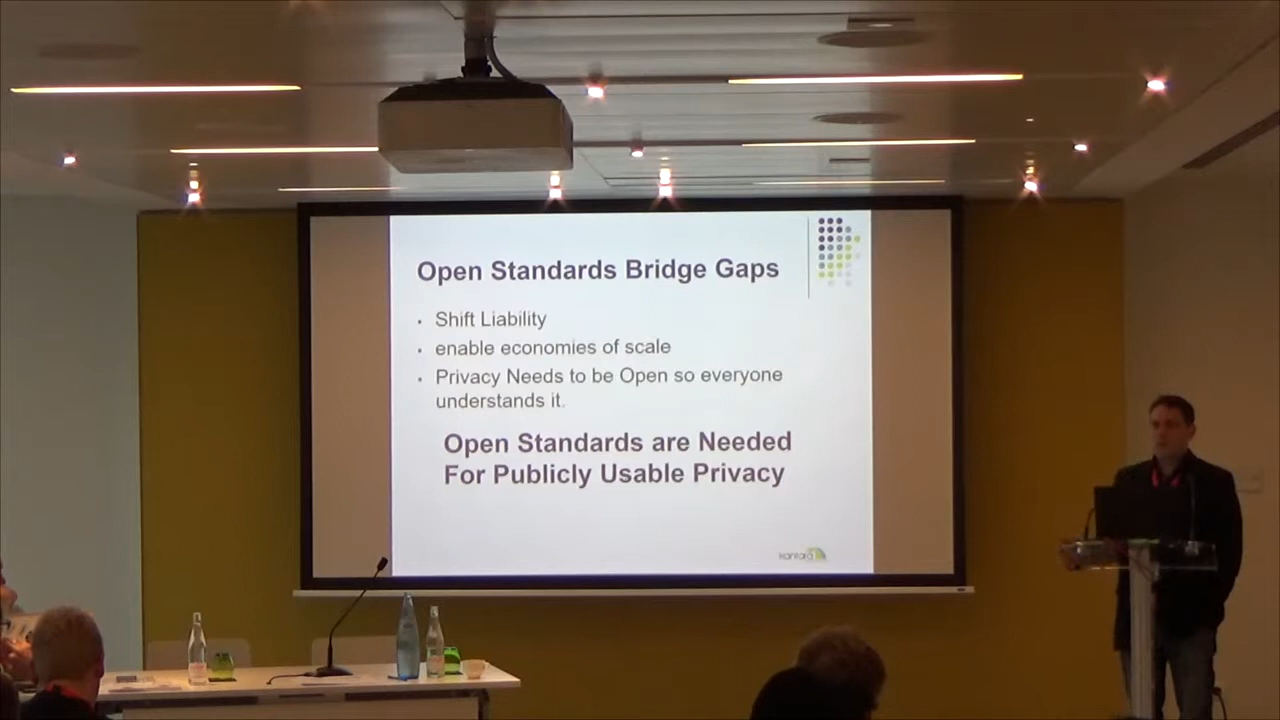 Open Standards Bridge Gaps
• Shift Liability
• enable economies of scale
• Privacy Needs to be Open so everyone
understands it.
Open Standards are Needed
For Publicly Usable Privacy
kantara